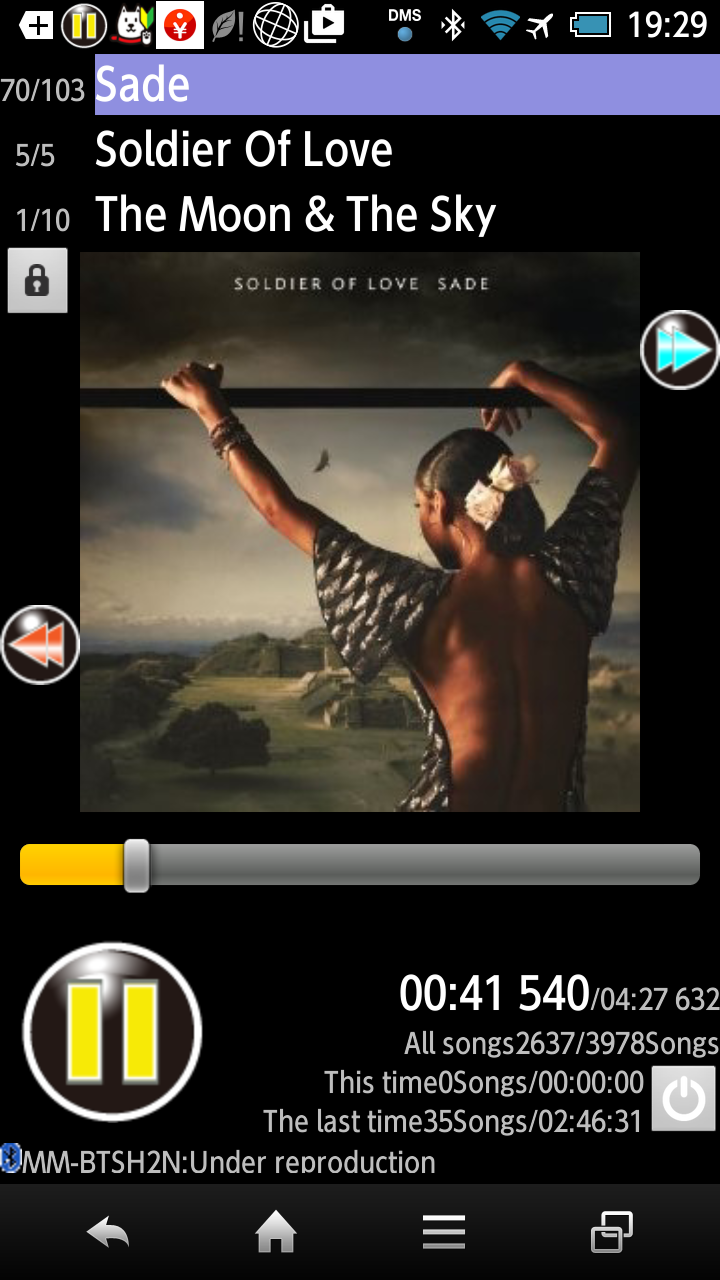 DMS
19:29
70/103 Sade
5/5 Soldier Of Love
1/10 The Moon & The Sky
SOLDIER OF LOVE SADE
00:41 540/04:27 632
All songs2637/3978Songs
This time0Songs/00:00:00
The last time35Songs/02:46:31
MM-BTSH2N:Under reproduction